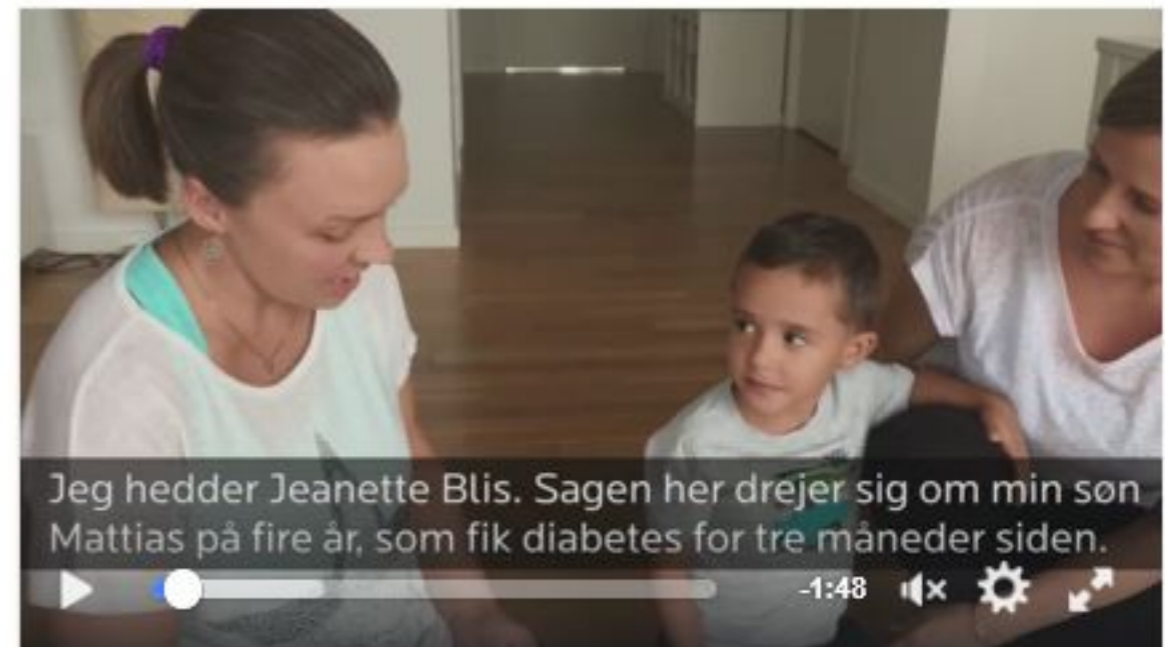 Jeg hedder Jeanette Blis. Sagen her drejer sig om min søn
Mattias på fire år, som fik diabetes for tre måneder siden.
-1:48